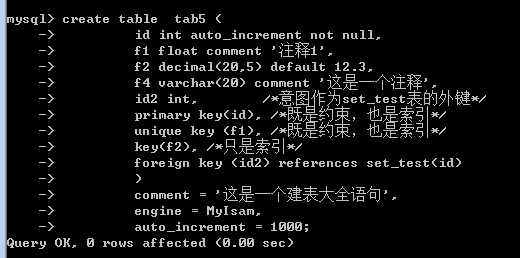 mysql> create table  tab5 (
    ->         id int auto_increment not null,
    ->         f1 float comment '注释1',
    ->         f2 decimal(20,5) default 12.3,
    ->         f4 varchar(20) comment '这是一个注释',
    ->         id2 int,        /*意图作为set_test表的外键*/
    ->         primary key(id), /*既是约束，也是索引*/
    ->         unique key (f1), /*既是约束，也是索引*/
    ->         key(f2), /*只是索引*/
    ->         foreign key (id2) references set_test(id)
    ->         )
    ->         comment = '这是一个建表大全语句',
    ->         engine = MyIsam,
    ->         auto_increment = 1000;
Query OK, 0 rows affected (0.00 sec)